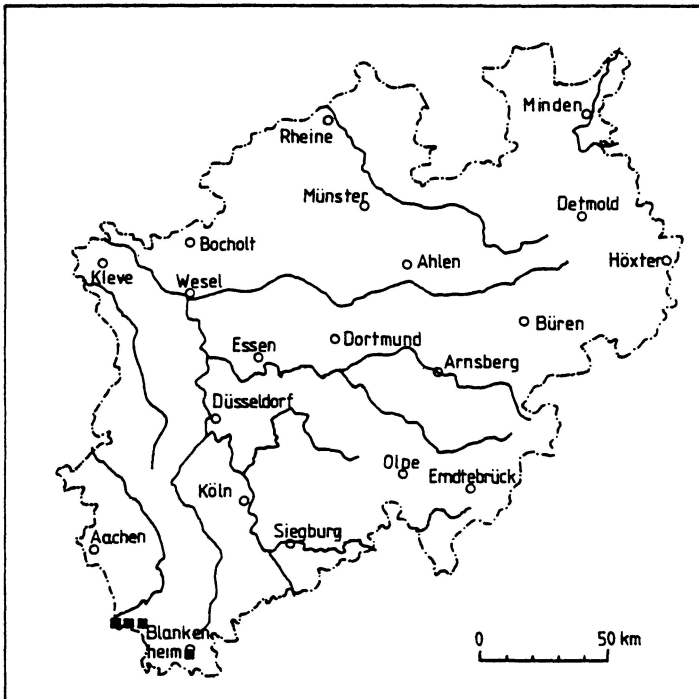 Minden
Rheine
Münster
Detmold
Bocholt
Ahlen
Höxter
Kleve
Wesel
Büren
Essen
Dortmund
Arnsberg
Düsseldorf
Olpe
Erndtebrück
Köln
Siegburg
Aachen
Blanken
heim
0 50 km